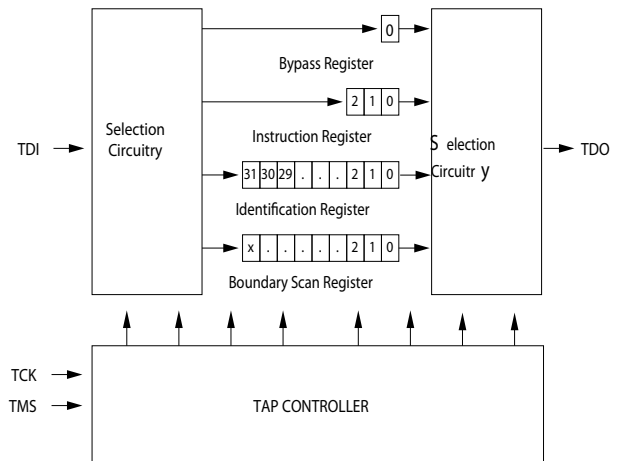 0
Bypass Register
2 1 0
Selection
Circuitry
Instruction Register
S election
Circuitr y
TDI
TDO
31 30 29 . . . 2 1 0
Identification Register
x . . . . . 2 1 0
Boundary Scan Register
TCK
TMS
TAP CONTROLLER